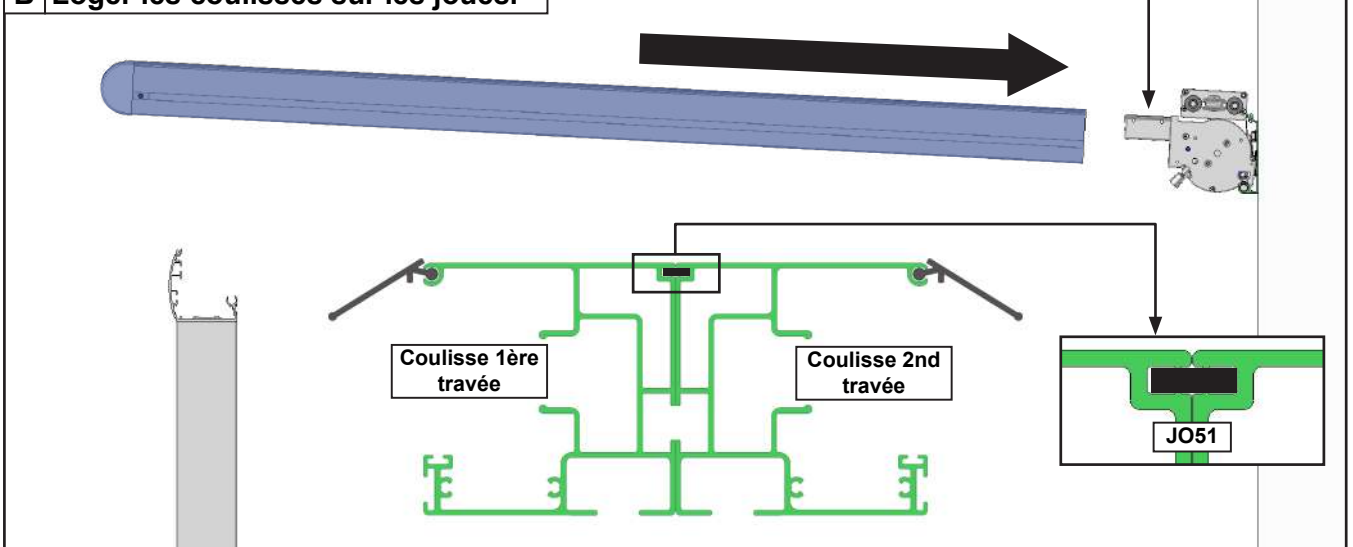 B Loger les coulisses sur les joues.
Coulisse 1ère
travée
Coulisse 2nd
travée
JO51